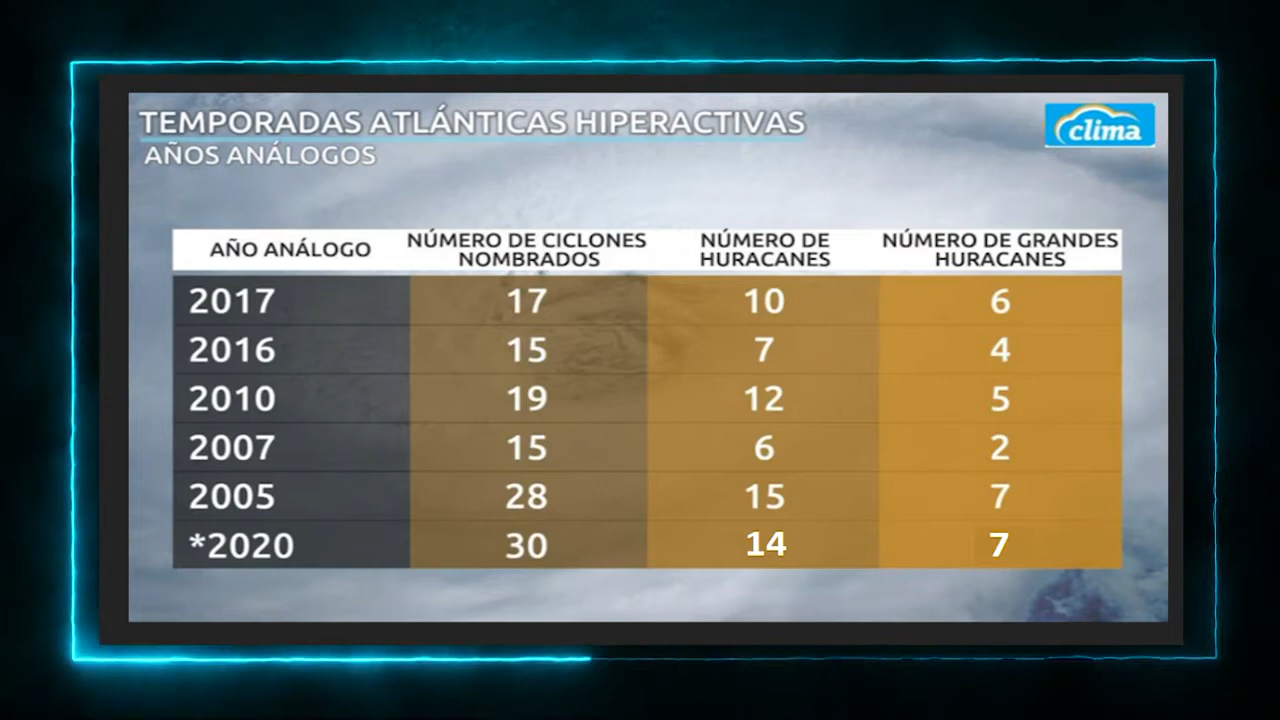 TEMPORADAS ATLÁNTICAS HIPERACTIVAS
AÑOS ANÁLOGOS
clima
AÑO ANÁLOGO NÚMERO DE CICLONES NOMBRADOS NÚMERO DE HURACANES NÚMERO DE GRANDES HURACANES
2017 17 10 6
2016 15 7 4
2010 19 12 5
2007 15 6 2
2005 28 15 7
*2020 30 14 7